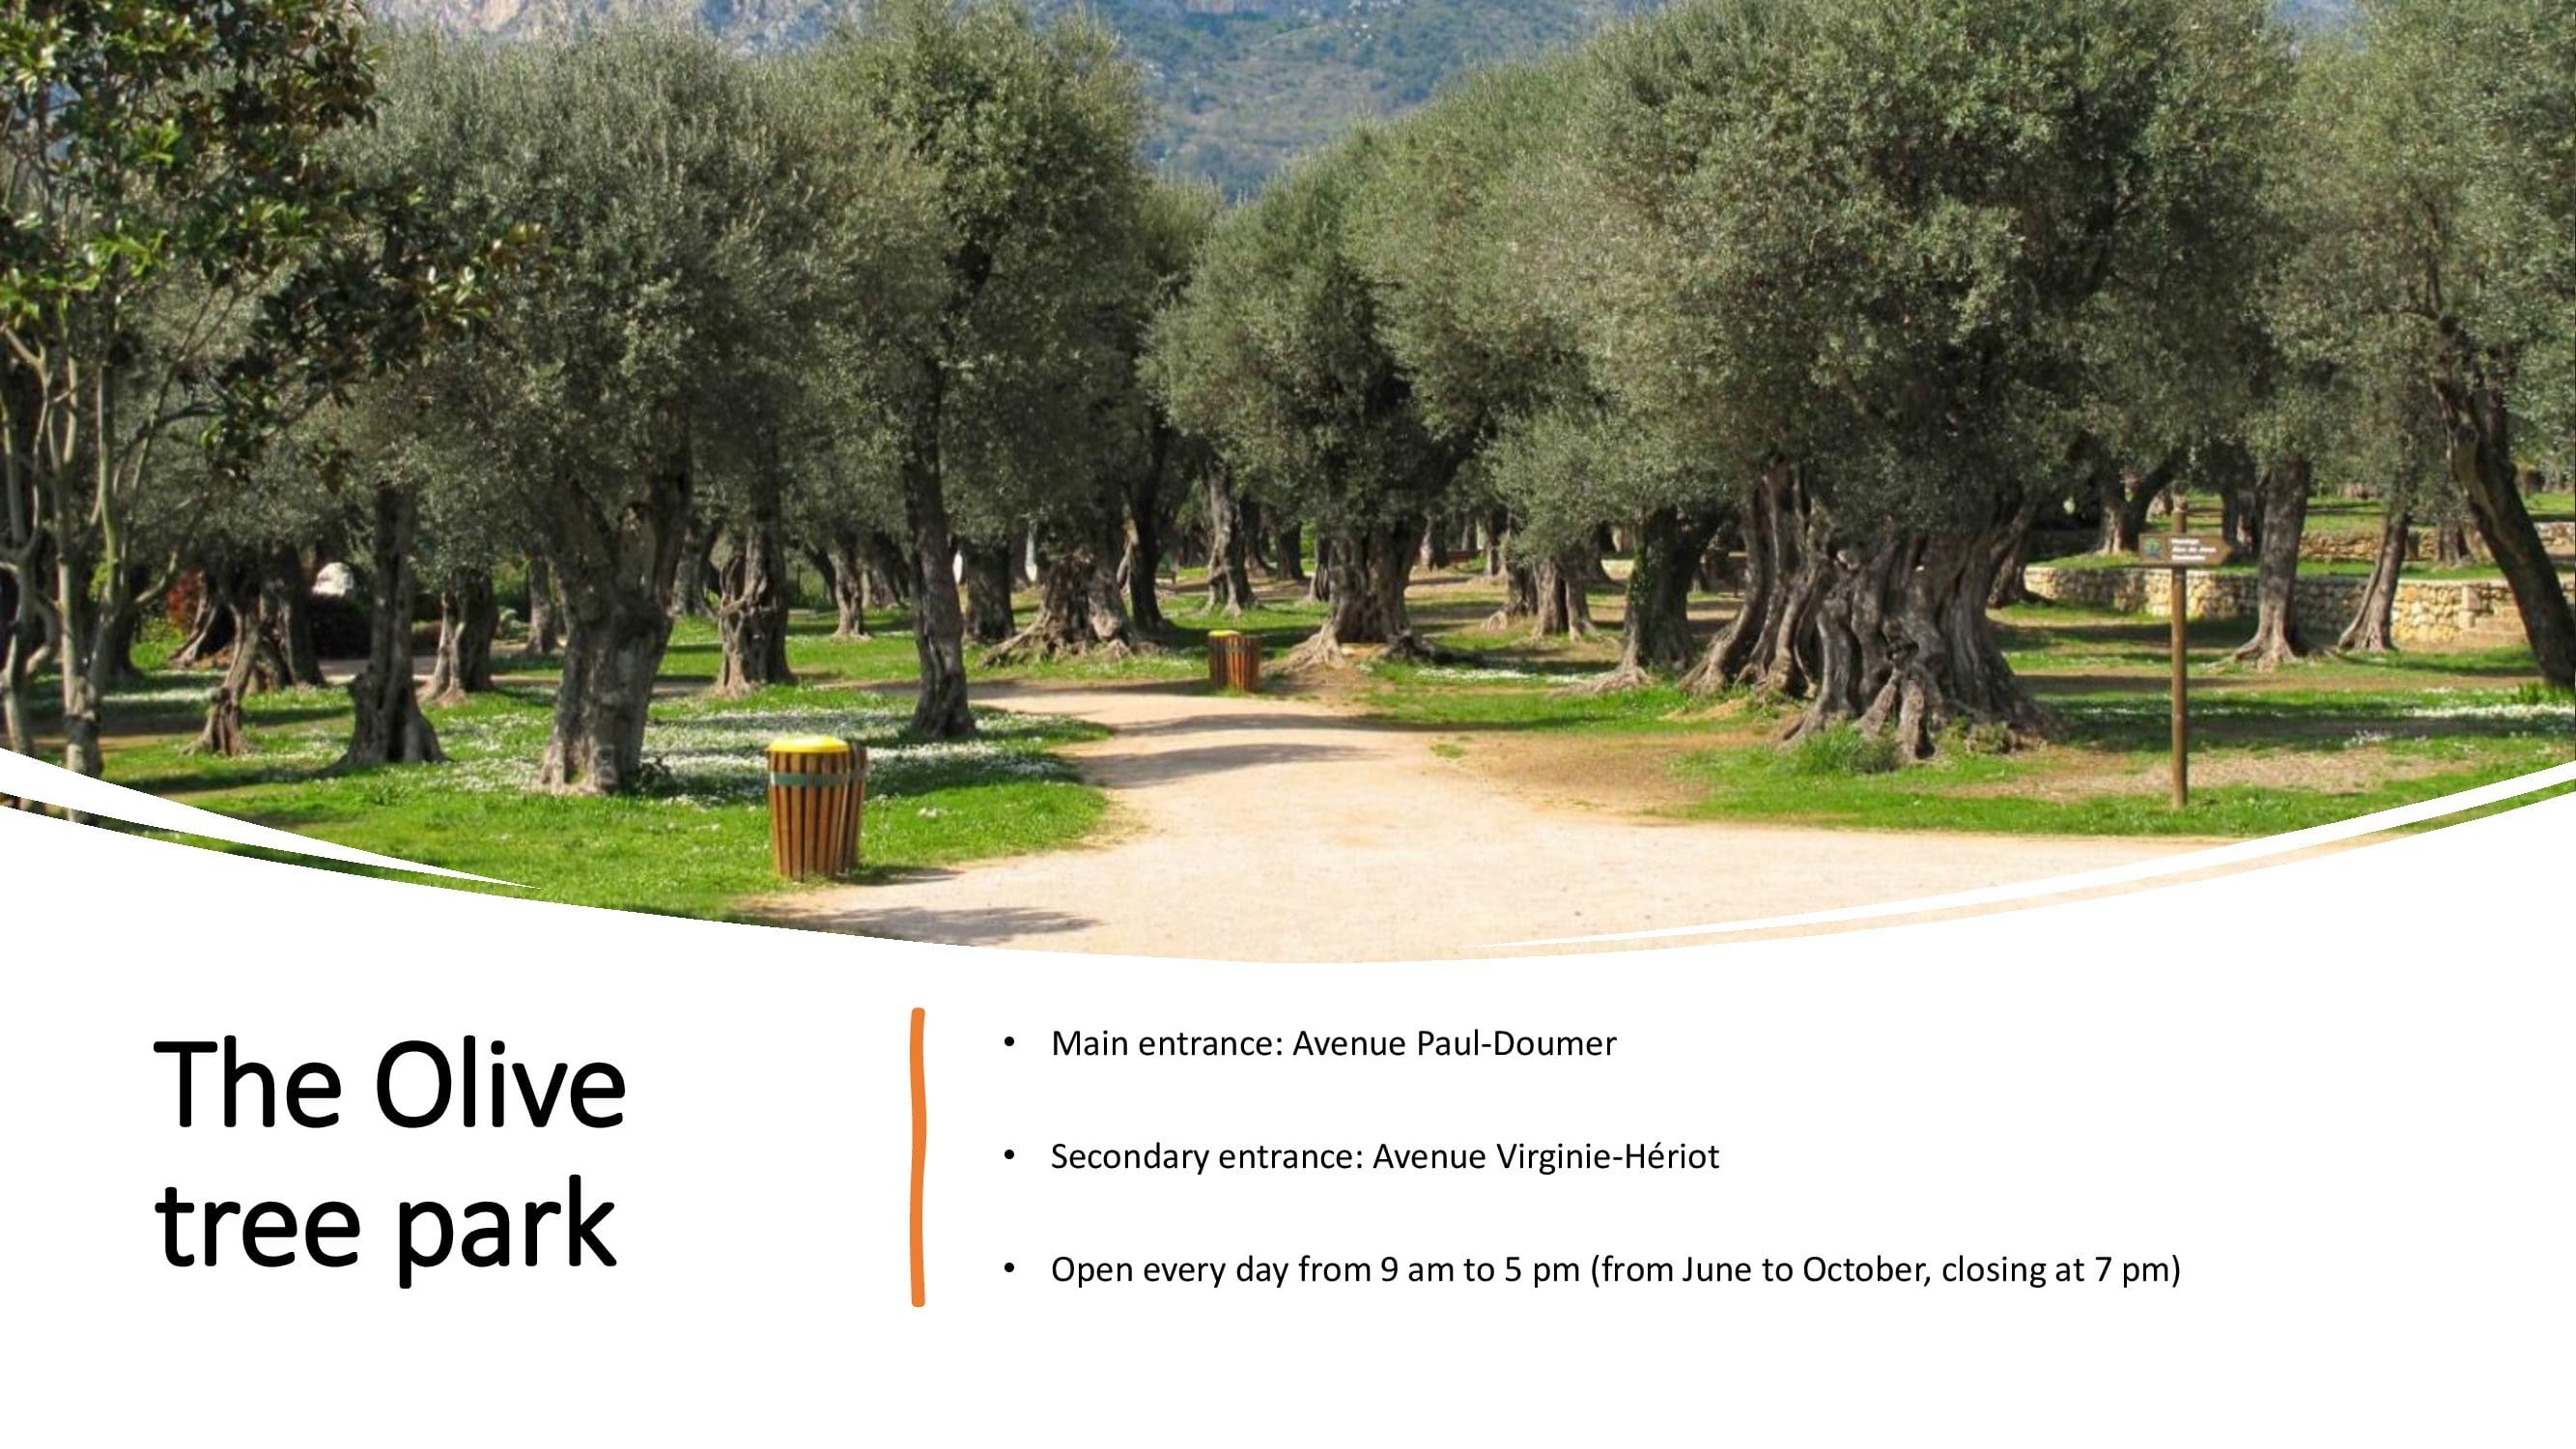 The Olive
tree park
• Main entrance: Avenue Paul-Doumer
• Secondary entrance: Avenue Virginie-Hériot
• Open every day from 9 am to 5 pm (from June to October, closing at 7 pm)